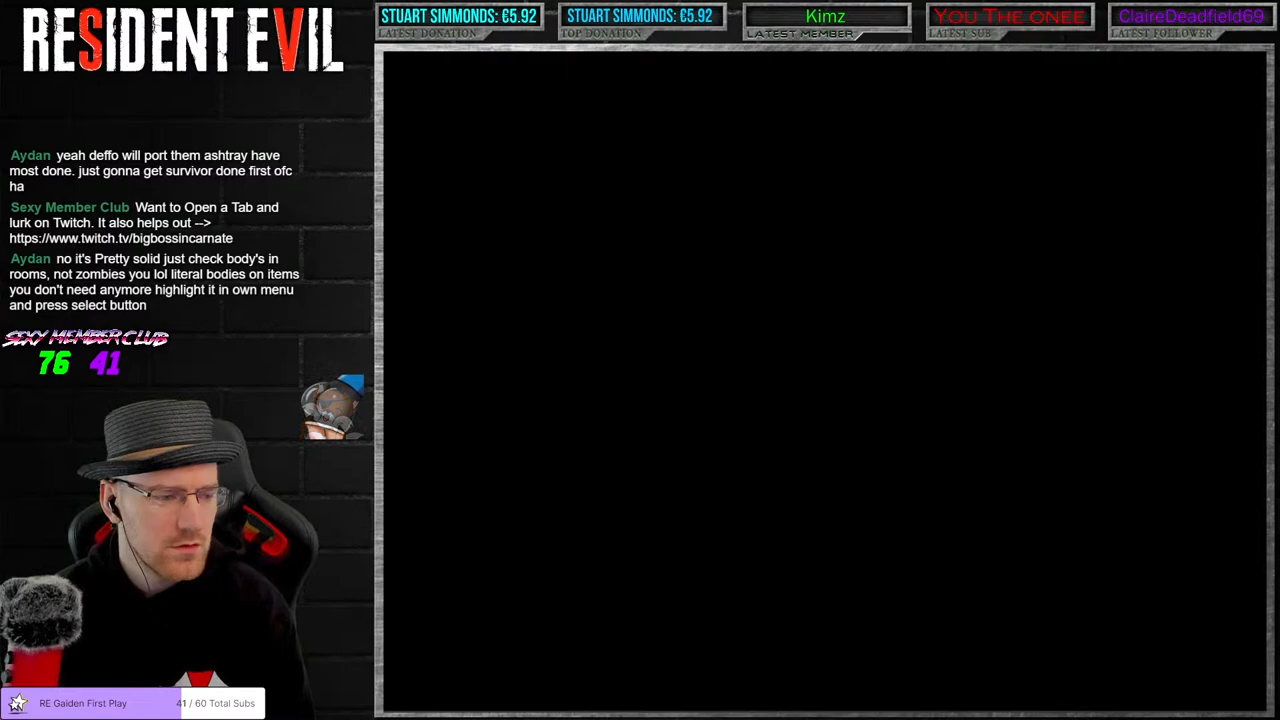 RESIDENT EVIL
STUART SIMMONDS: €5.92
LATEST DONATION
STUART SIMMONDS: €5.92
TOP DONATION
Kimz
LATEST MEMBER
YOU THE ONEE
LATEST SUB
ClaireDeadfield69
LATEST FOLLOWER
Aydan yeah deffo will port them ashtray have
most done. just gonna get survivor done first ofc
ha
Sexy Member Club Want to Open a Tab and
lurk on Twitch. It also helps out -->
https://www.twitch.tv/bigbossincarnate
Aydan no it's Pretty solid just check body's in
rooms, not zombies you lol literal bodies on items
you don't need anymore highlight it in own menu
and press select button
SEXY MEMBER CLUB
76 41
RE Gaiden First Play 41 / 60 Total Subs